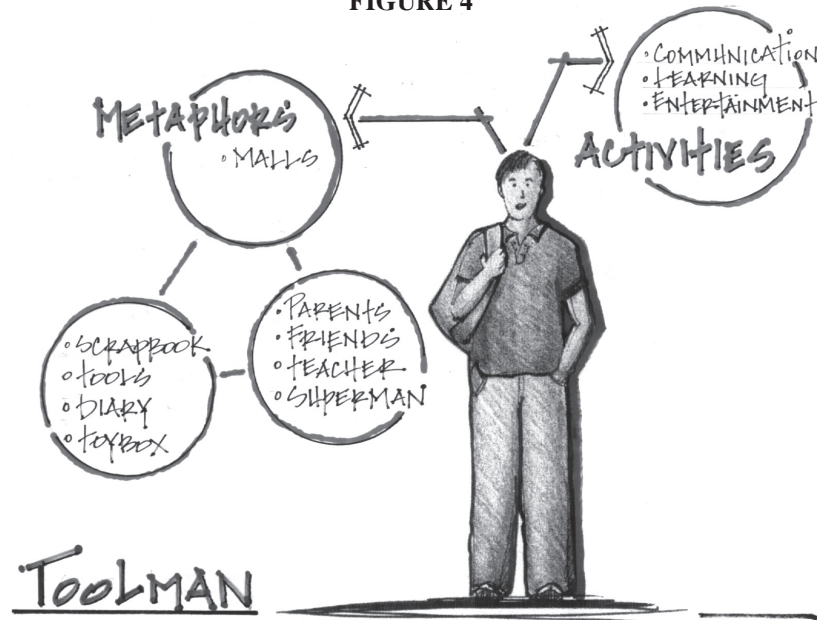 FIGURE 4
METAPHORS
• MALLS
• COMMUNICATION
• LEARNING
• ENTERTAINMENT
ACTIVITIES
• SCRAPBOOK
• TOOLS
• DIARY
• TOYBOX
• PARENTS
• FRIENDS
• TEACHER
• SUPERMAN
TOOLMAN